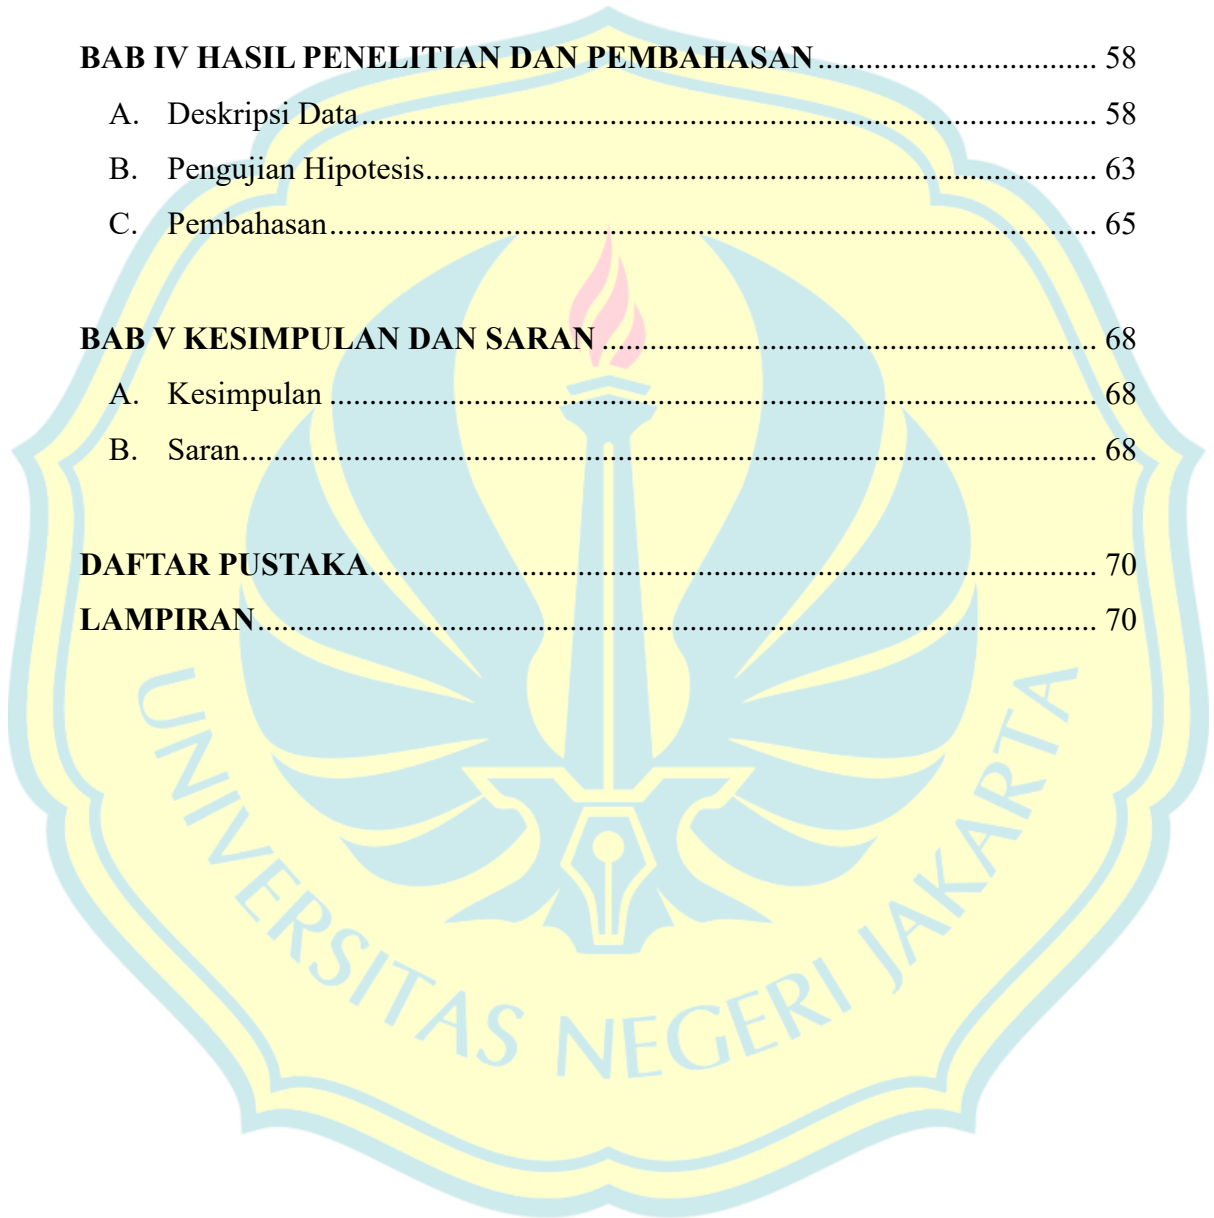 BAB IV HASIL PENELITIAN DAN PEMBAHASAN.................................. 58
A. Deskripsi Data........................................................................................... 58
B. Pengujian Hipotesis................................................................................... 63
C. Pembahasan............................................................................................... 65
BAB V KESIMPULAN DAN SARAN ............................................................. 68
A. Kesimpulan ............................................................................................... 68
B. Saran.......................................................................................................... 68
DAFTAR PUSTAKA.......................................................................................... 70
LAMPIRAN........................................................................................................ 70
UNIVERSITAS NEGERI JAKARTA